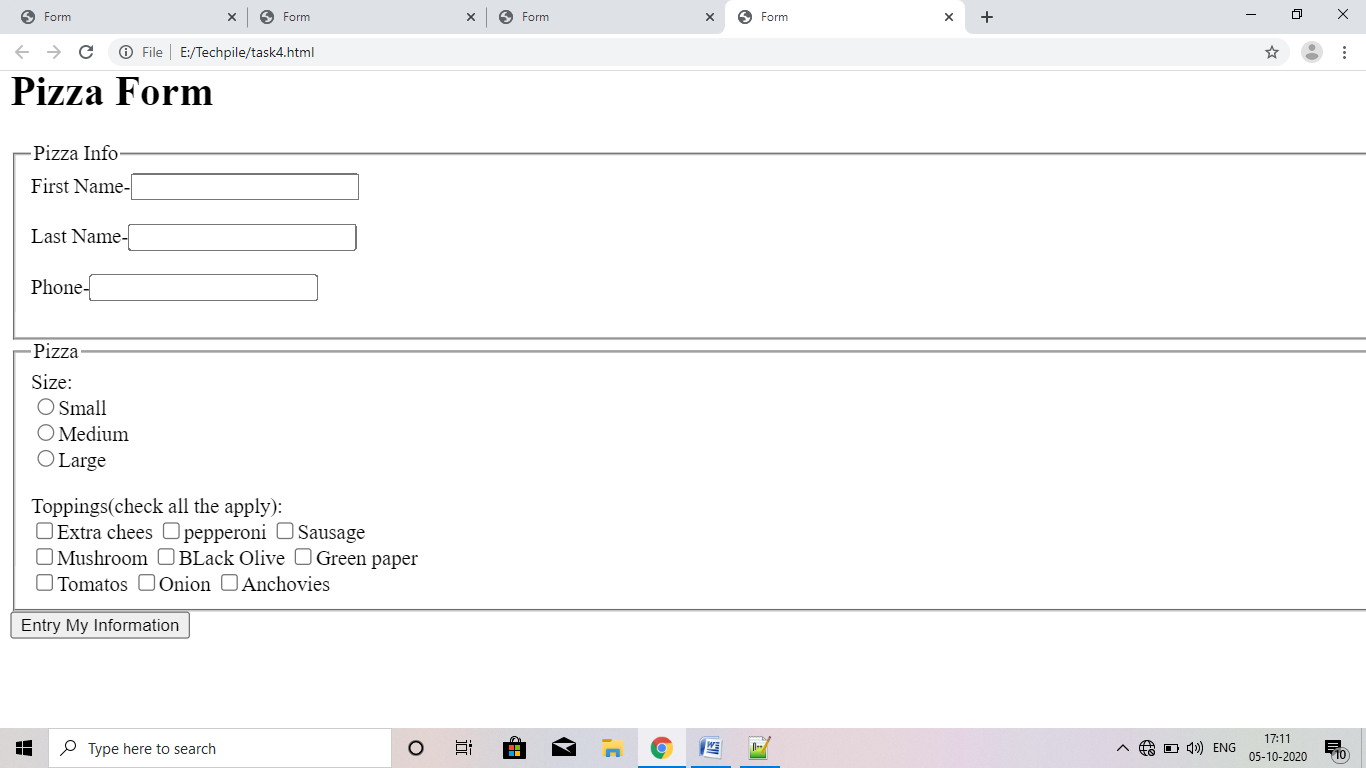 Form Form Form Form
File E:/Techpile/task4.html
Pizza Form
Pizza Info
First Name-
Last Name-
Phone-
Pizza
Size:
Small
Medium
Large
Toppings(check all the apply):
Extra chees pepperoni Sausage
Mushroom BLack Olive Green paper
Tomatos Onion Anchovies
Entry My Information
Type here to search
ENG
17:11
05-10-2020
10